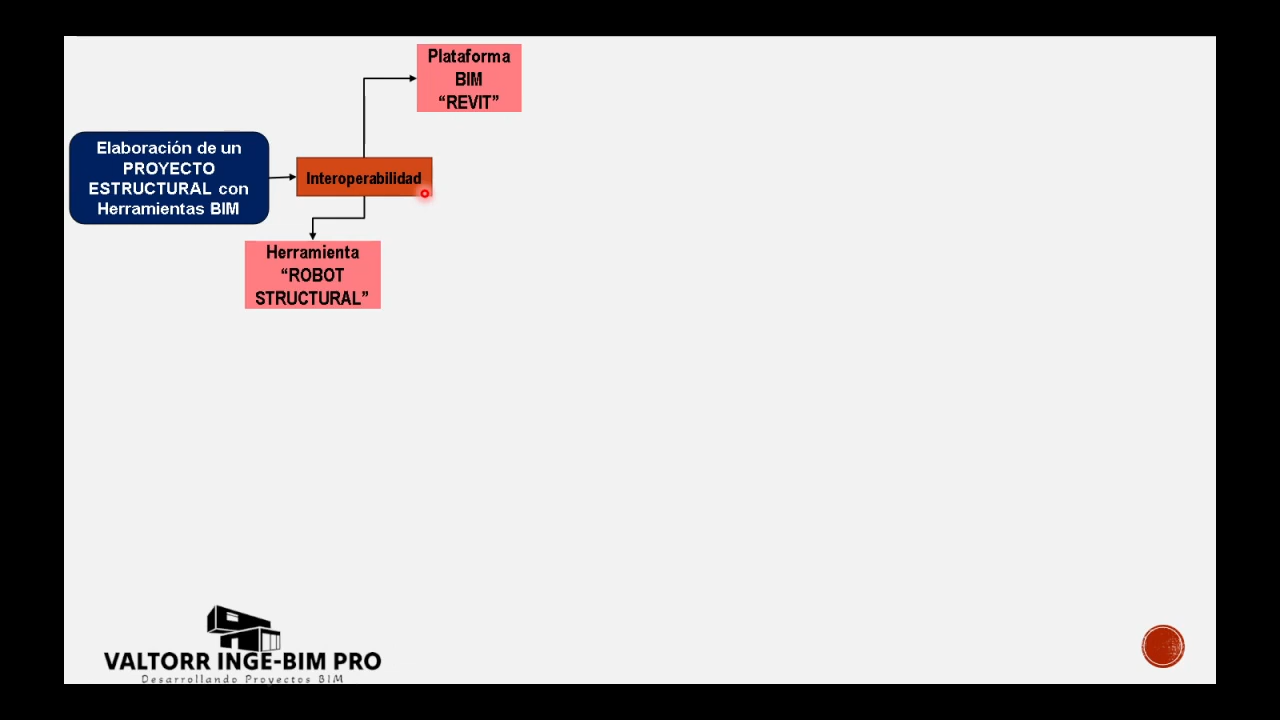 Plataforma
BIM
“REVIT”
Elaboración de un
PROYECTO
ESTRUCTURAL con
Herramientas BIM
Interoperabilidad
Herramienta
“ROBOT
STRUCTURAL”
VALTORR INGE-BIM PRO
Desarrollando Proyectos BIM